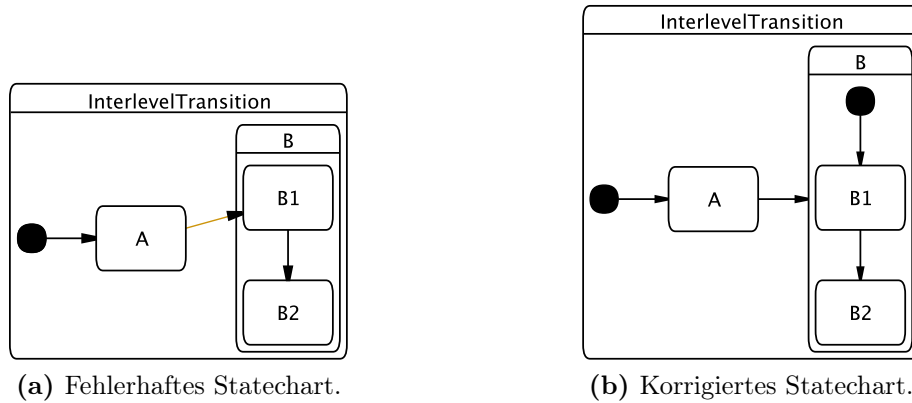 InterlevelTransition
B
A
B1
B2
(a) Fehlerhaftes Statechart.
InterlevelTransition
B
A
B1
B2
(b) Korrigiertes Statechart.